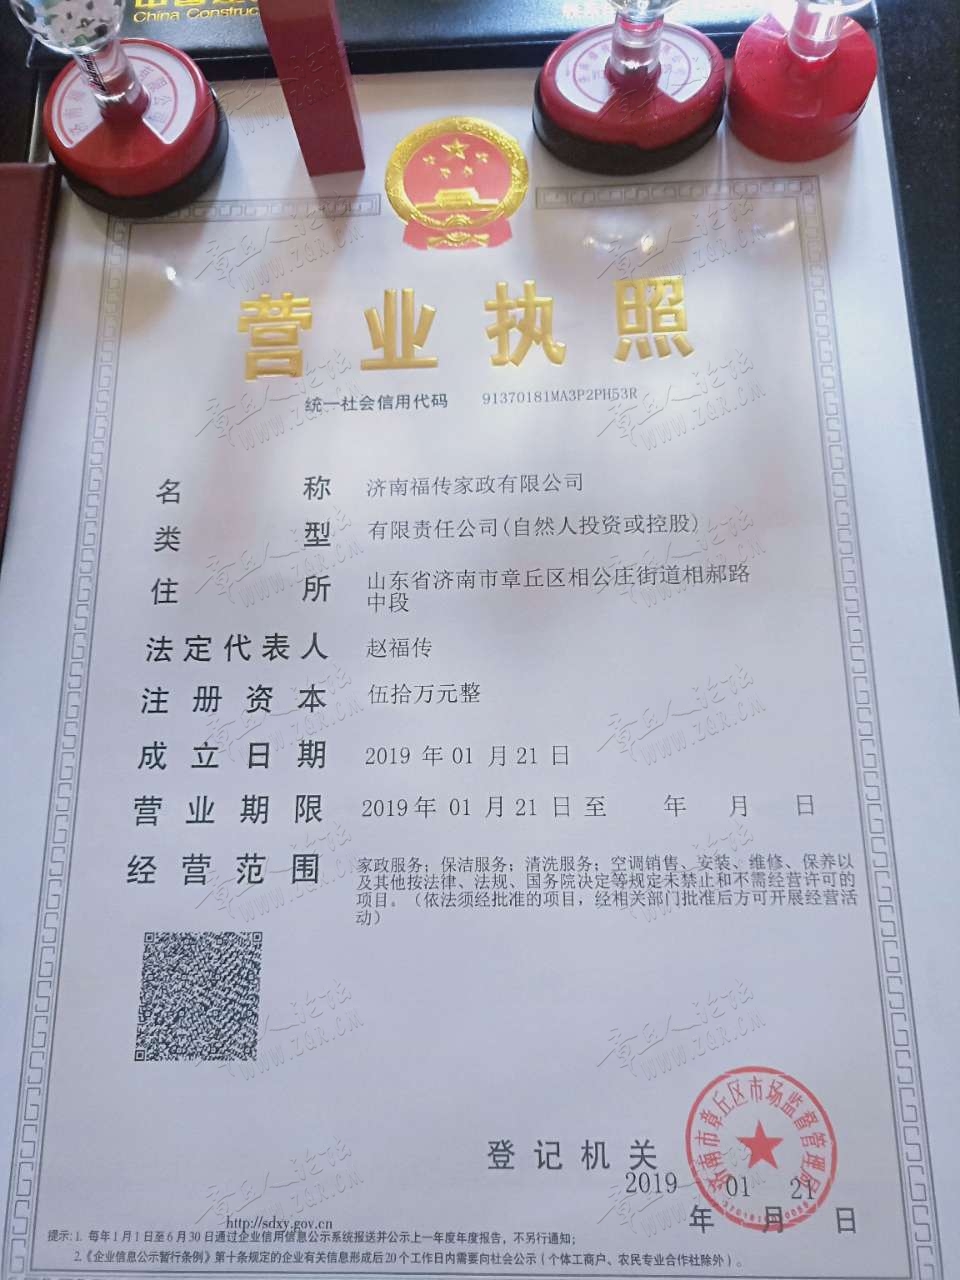 China Construc
营业执照
统一社会信用代码 91370181MA3P2PH53R
名称 济南福传家政有限公司
类型 有限责任公司(自然人投资或控股)
住所 山东省济南市章丘区相公庄街道相郝路
中段
法定代表人 赵福传
注册资本 伍拾万元整
成立日期 2019 年 01 月 21 日
营业期限 2019年 01 月 21 日 至 年 月 日
经营范围 家政服务；保洁服务；清洗服务；空调销售、安装、维修、保养以
及其他按法律、法规、国务院决定等规定未禁止和不需经营许可的
项目。（依法须经批准的项目，经相关部门批准后方可开展经营活
动）
济南市章丘区市场监督管理局
登记机关
2019 01 21
年 月 日
http://sdxy.gov.cn
提示：1. 每年1月1日至6月30日通过企业信用信息公示系统报送并公示上一年度年度报告，不另行通知；
2.《企业信息公示暂行条例》第十条规定的企业有关信息形成后20个工作日内需要向社会公示（个体工商户、农民专业合作社除外）。
章丘人论坛
www.ZQR.CN